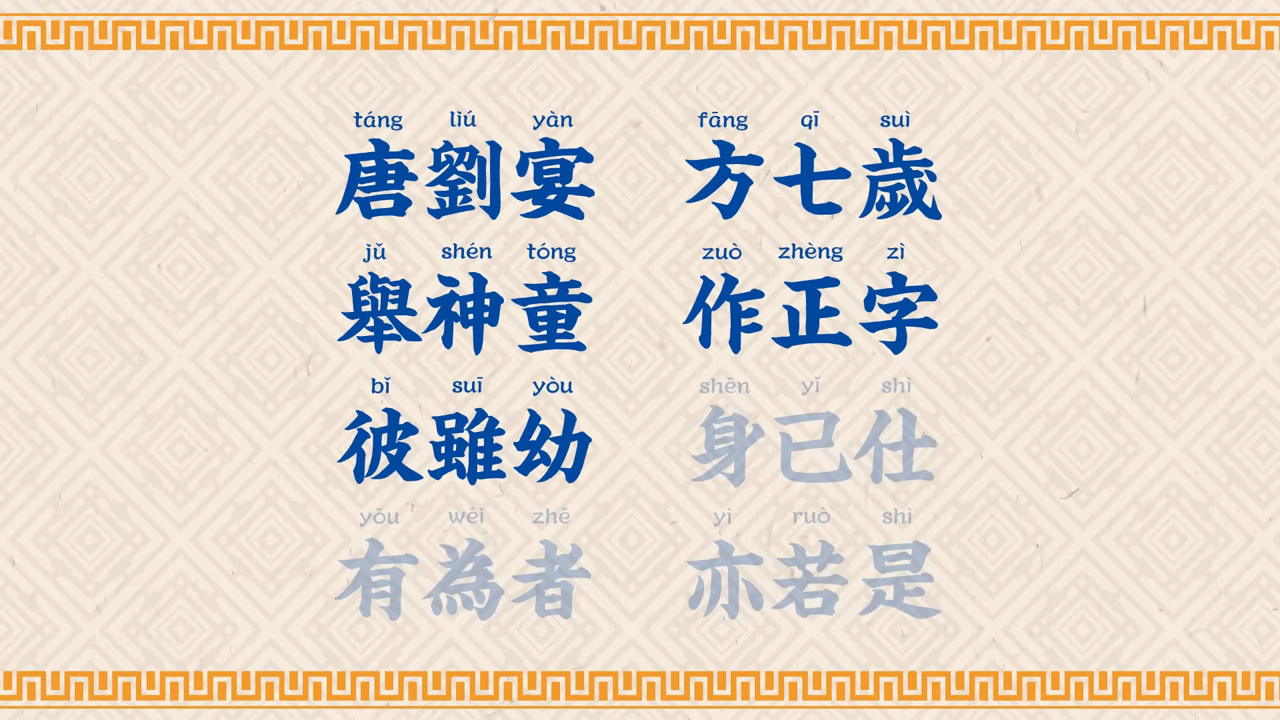 táng lìú yàn fāng qī suì
唐劉宴 方七歲
jǔ shén tóng zuò zhèng zì
舉神童 作正字
bǐ suī yòu shēn yǐ shì
彼雖幼 身已仕
yǒu wéi zhě yì ruò shì
有為者 亦若是